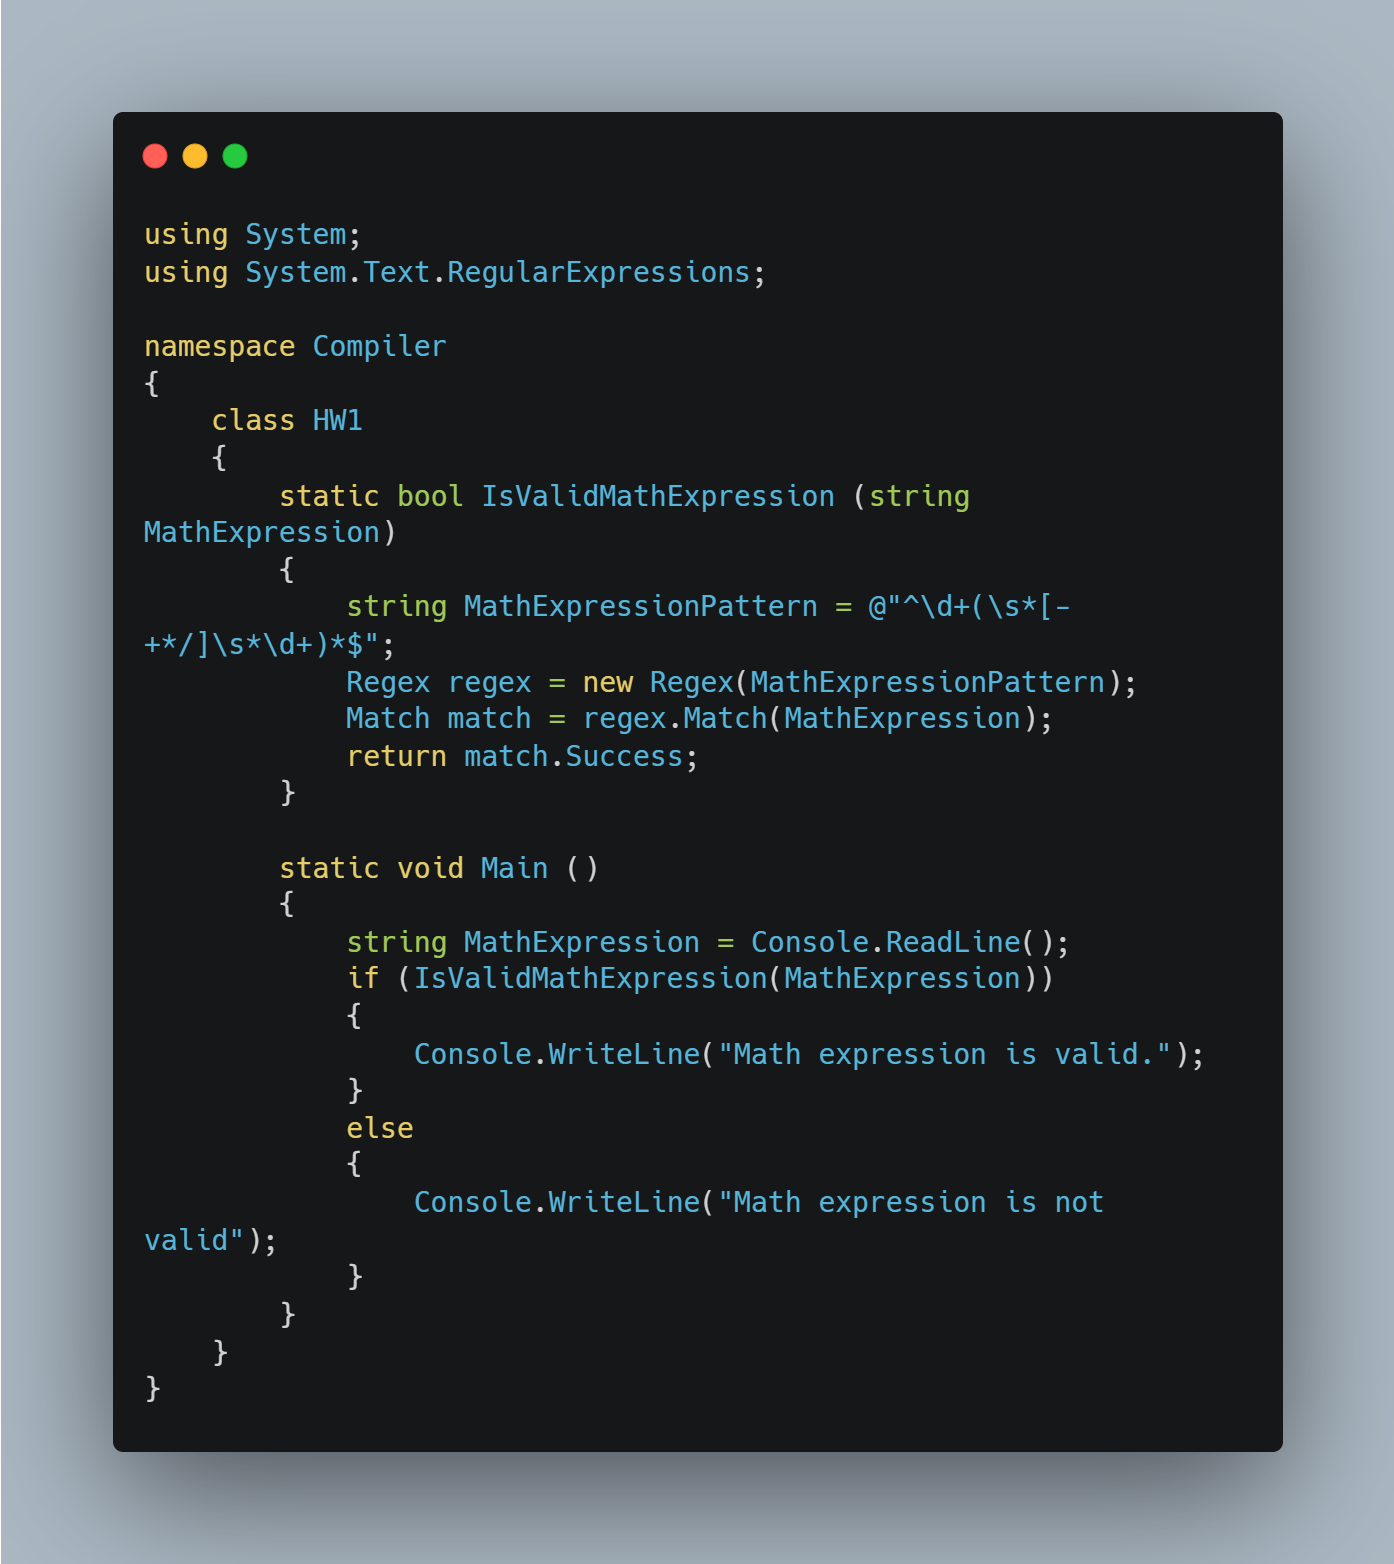 using System;
using System.Text.RegularExpressions;

namespace Compiler
{
    class HW1
    {
        static bool IsValidMathExpression (string
MathExpression)
        {
            string MathExpressionPattern = @"^\d+(\s*[-
+*/]\s*\d+)*$";
            Regex regex = new Regex(MathExpressionPattern);
            Match match = regex.Match(MathExpression);
            return match.Success;
        }

        static void Main ()
        {
            string MathExpression = Console.ReadLine();
            if (IsValidMathExpression(MathExpression))
            {
                Console.WriteLine("Math expression is valid.");
            }
            else
            {
                Console.WriteLine("Math expression is not
valid");
            }
        }
    }
}